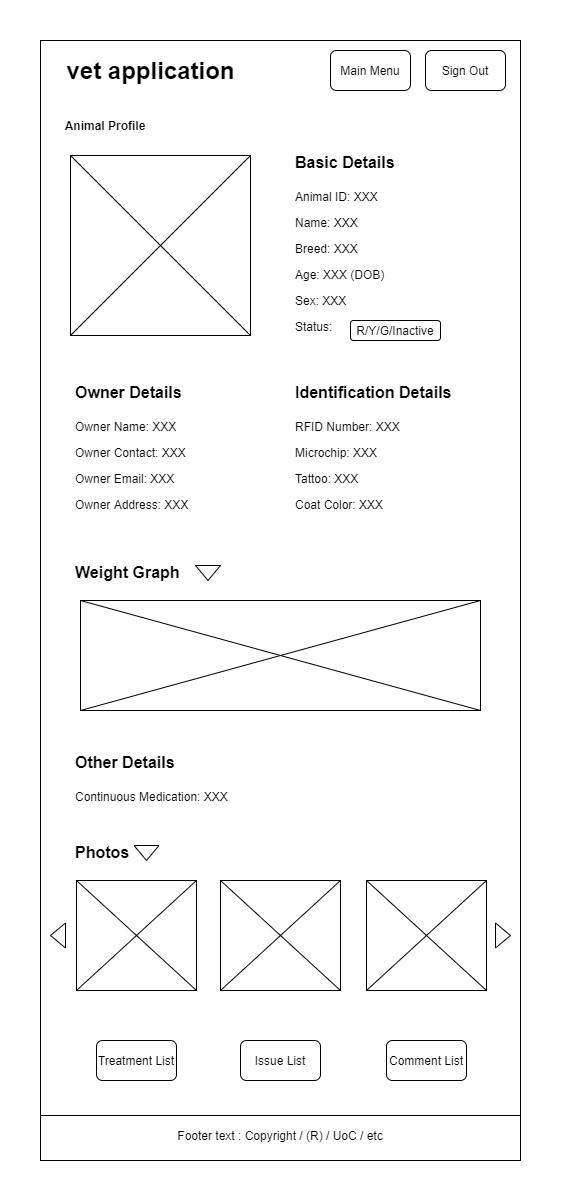 vet application
Main Menu
Sign Out
Animal Profile
Basic Details
Animal ID: XXX
Name: XXX
Breed: XXX
Age: XXX (DOB)
Sex: XXX
Status:
R/Y/G/Inactive
Owner Details
Owner Name: XXX
Owner Contact: XXX
Owner Email: XXX
Owner Address: XXX
Identification Details
RFID Number: XXX
Microchip: XXX
Tattoo: XXX
Coat Color: XXX
Weight Graph
Other Details
Continuous Medication: XXX
Photos
Treatment List
Issue List
Comment List
Footer text : Copyright / (R) / UoC / etc